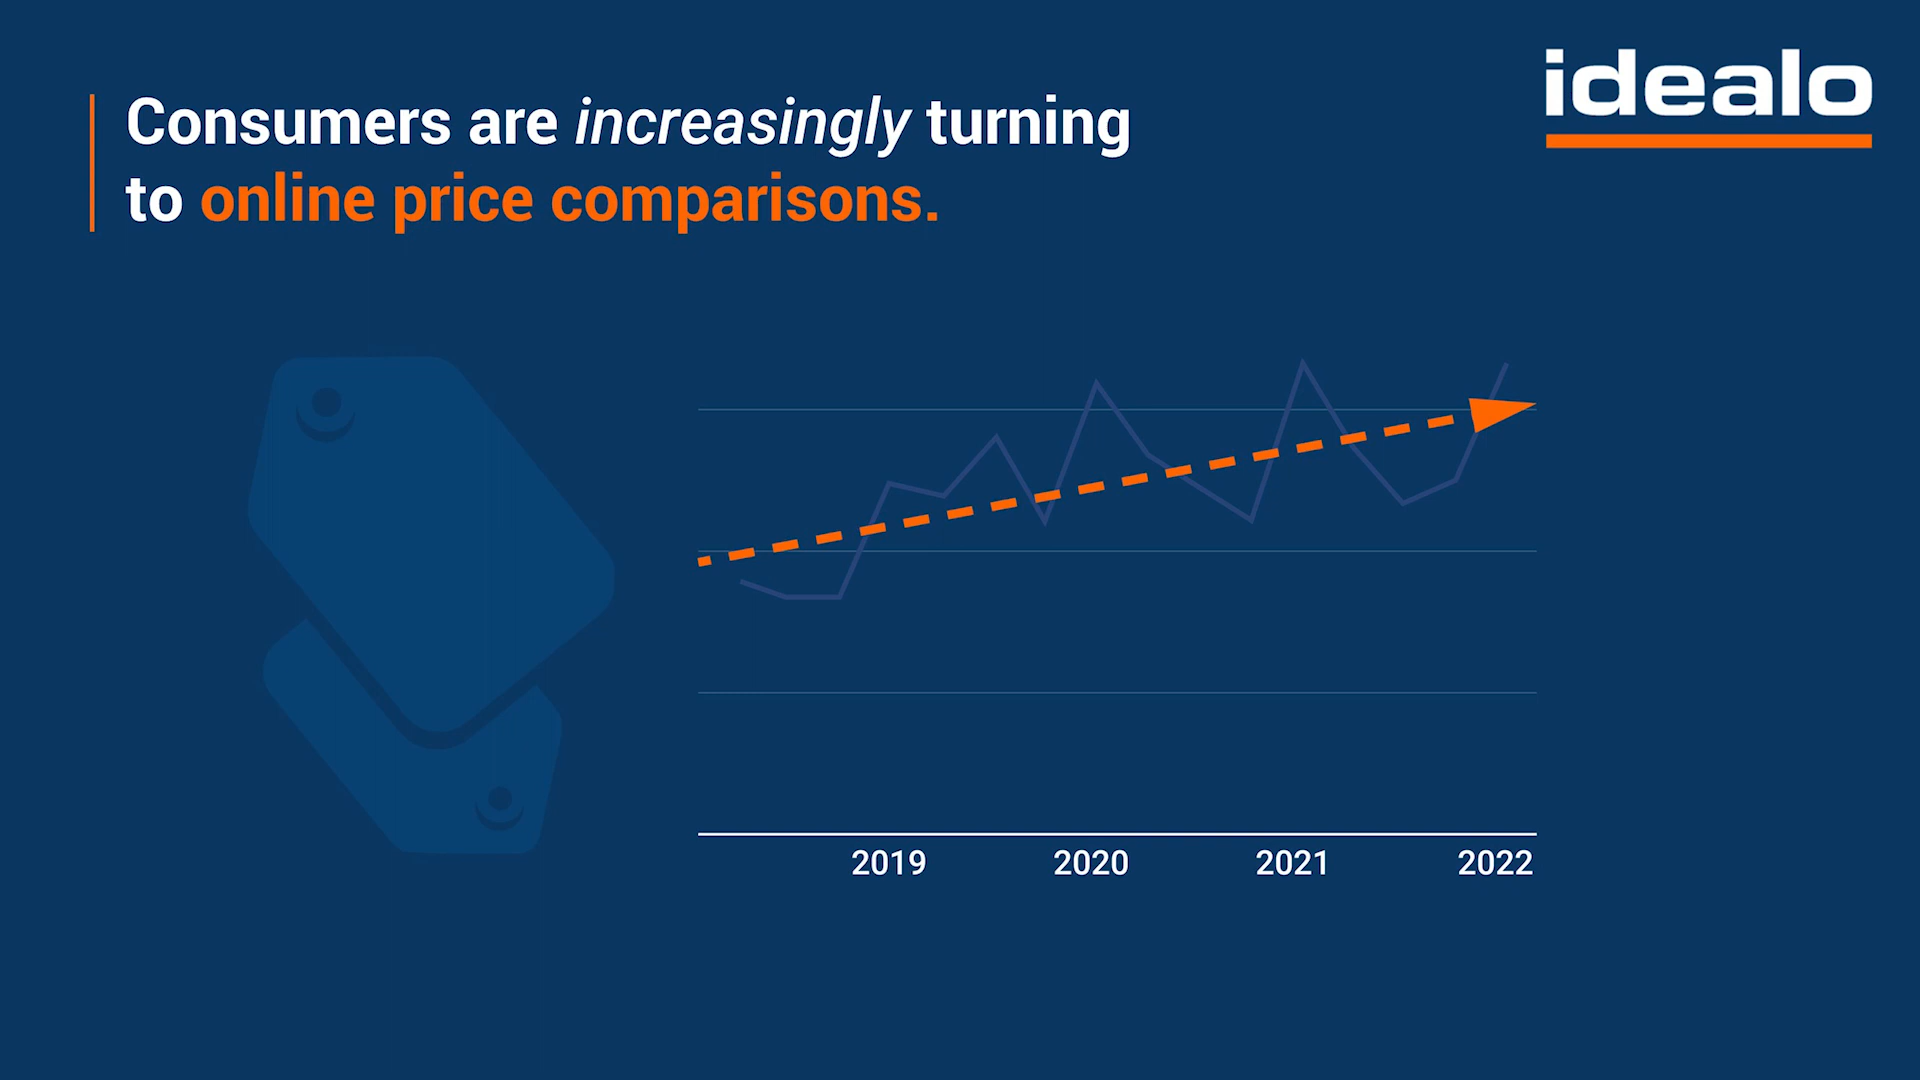 idealo
Consumers are increasingly turning
to online price comparisons.
2019 2020 2021 2022